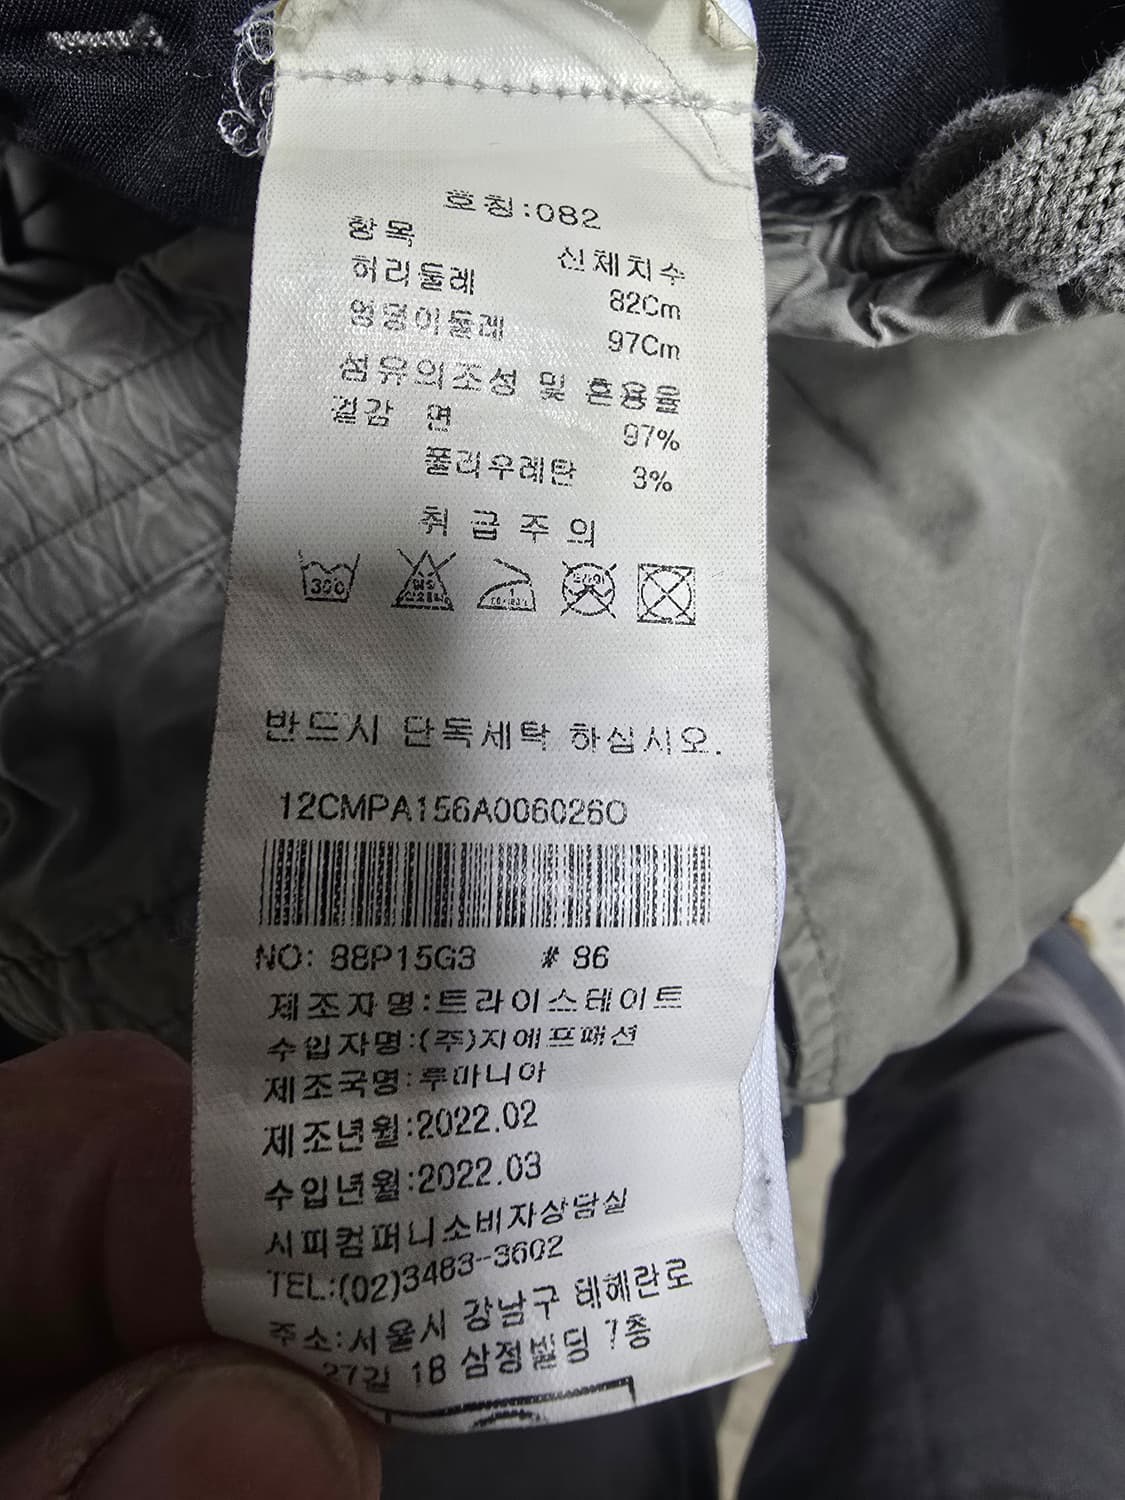 호칭:082
항목 신체치수
허리둘레 82Cm
엉덩이둘레 97Cm
섬유의조성 및 혼용율
겉감 면 97%
폴리우레탄 3%
취급주의
반드시 단독세탁 하십시오.
12CMPA156A006026O
NO: 88P15G3 # 86
제조자명:트라이스테이트
수입자명:(주)지에프패션
제조국명:루마니아
제조년월:2022.02
수입년월:2022.03
시피컴퍼니소비자상담실
TEL:(02)3483-3602
주소:서울시 강남구 테헤란로
27길 18 삼정빌딩 7층